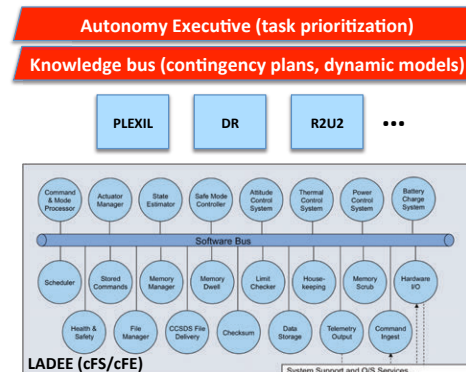 Autonomy Executive (task prioritization)
Knowledge bus (contingency plans, dynamic models)
PLEXIL DR R2U2 ...
Command & Mode Processor
Actuator Manager
State Estimator
Safe Mode Controller
Attitude Control System
Thermal Control System
Power Control System
Battery Charge System
Software Bus
Scheduler
Stored Commands
Memory Manager
Memory Dwell
Limit Checker
House-keeping
Memory Scrub
Hardware I/O
Health & Safety
File Manager
CCSDS File Delivery
Checksum
Data Storage
Telemetry Output
Command Ingest
LADEE (cFS/cFE)
System Support and O/S Services